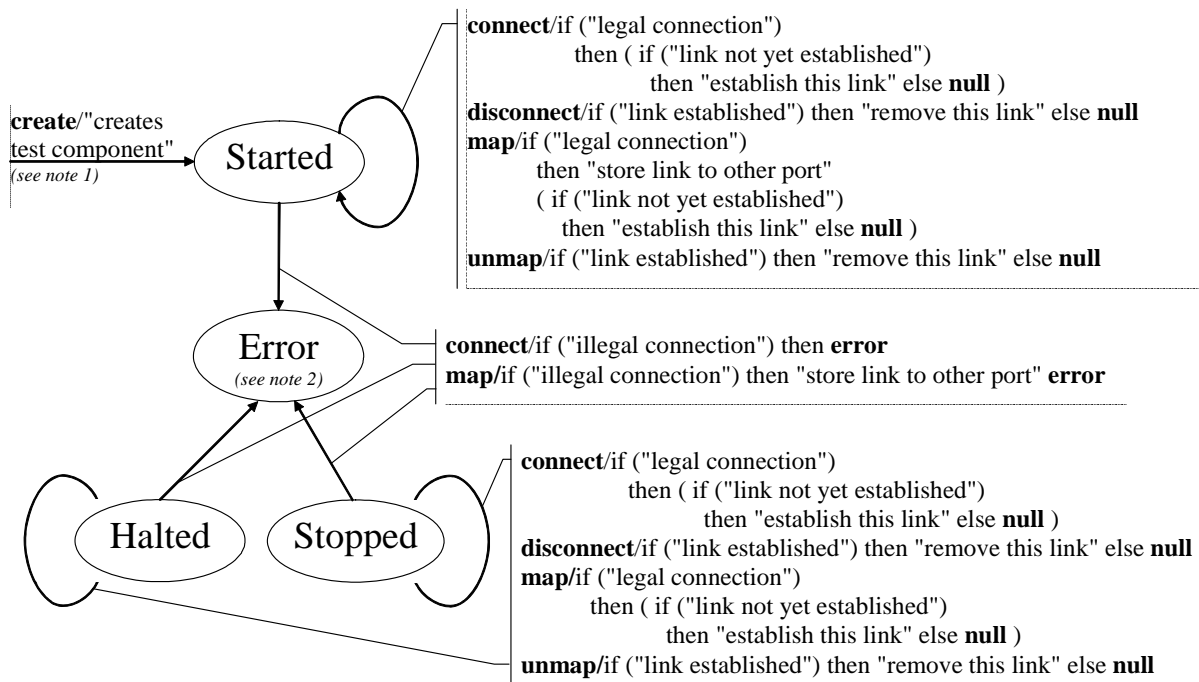 connect/if ("legal connection")
then ( if ("link not yet established")
then "establish this link" else null )
disconnect/if ("link established") then "remove this link" else null
map/if ("legal connection")
then "store link to other port"
( if ("link not yet established")
then "establish this link" else null )
unmap/if ("link established") then "remove this link" else null
create/"creates
test component"
(see note 1)
Started
Error
(see note 2)
connect/if ("illegal connection") then error
map/if ("illegal connection") then "store link to other port" error
Halted
Stopped
connect/if ("legal connection")
then ( if ("link not yet established")
then "establish this link" else null )
disconnect/if ("link established") then "remove this link" else null
map/if ("legal connection")
then ( if ("link not yet established")
then "establish this link" else null )
unmap/if ("link established") then "remove this link" else null